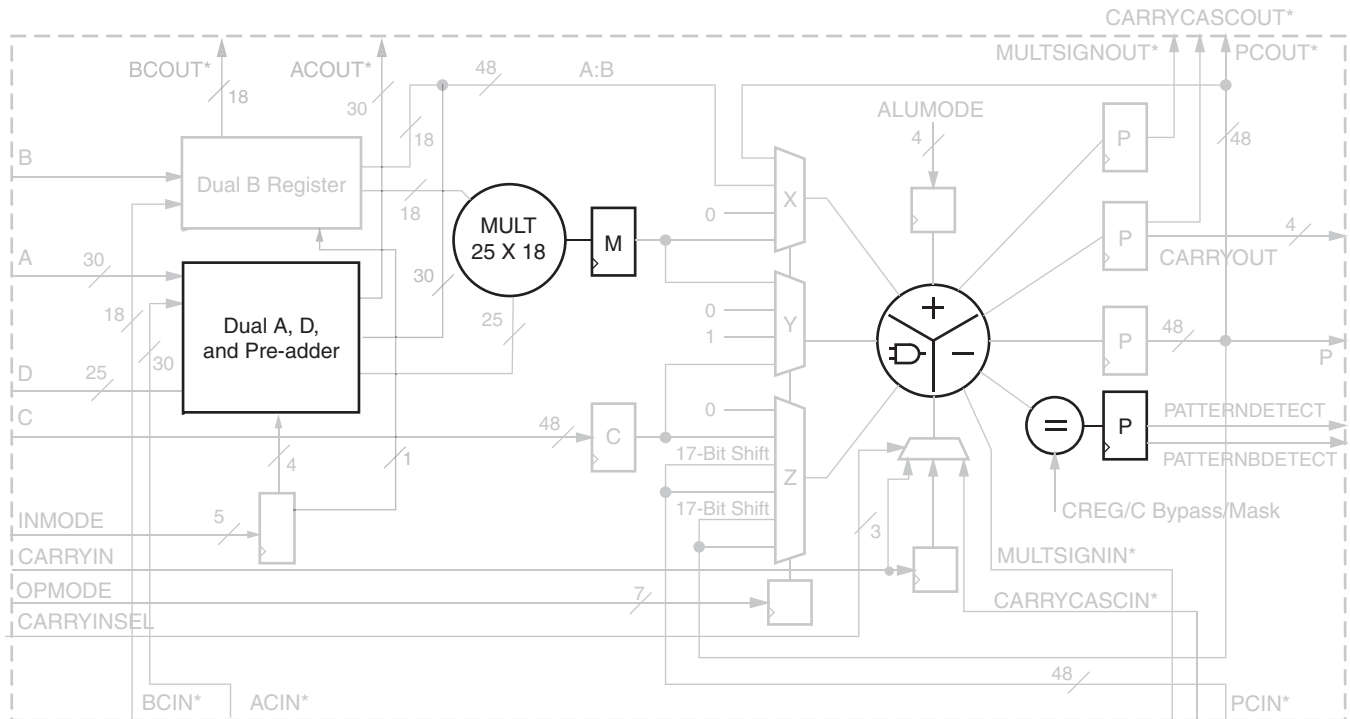 CARRYCASCOUT*
MULTSIGNOUT*
PCOUT*
BCOUT*
ACOUT*
48
A:B
18
30
18
ALUMODE
4
P
48
B
Dual B Register
18
X
0
MULT
25 X 18
M
P
4
CARRYOUT
A
30
30
18
30
Dual A, D,
and Pre-adder
25
0
Y
1
+
−
P
48
P
D
25
C
48
C
0
17-Bit Shift
Z
17-Bit Shift
=
P
PATTERNDETECT
PATTERNBDETECT
CREG/C Bypass/Mask
4
1
INMODE
5
3
CARRYIN
MULTSIGNIN*
OPMODE
7
CARRYCASCIN*
CARRYINSEL
48
BCIN*
ACIN*
PCIN*